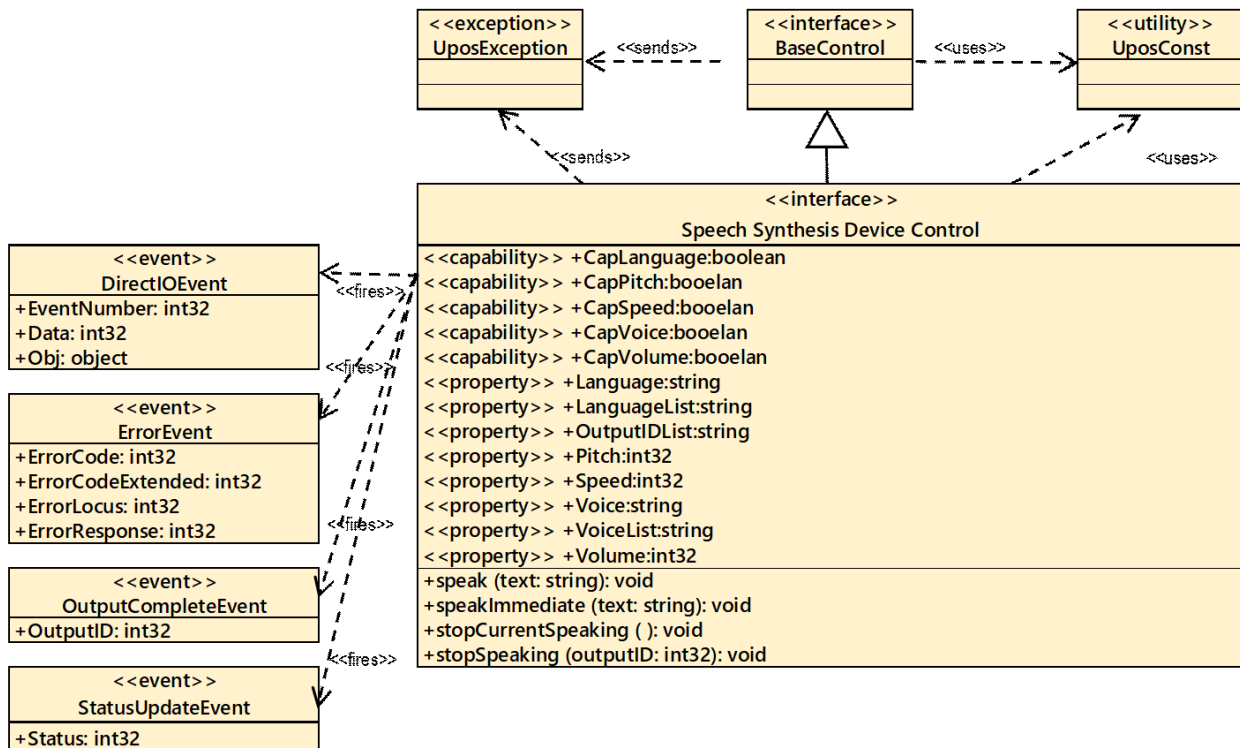 <<exception>>
UposException
<<sends>>
<<interface>>
BaseControl
<<uses>>
<<utility>>
UposConst
<<sends>>
<<uses>>
<<interface>>
Speech Synthesis Device Control
<<capability>> +CapLanguage:boolean
<<capability>> +CapPitch:booelan
<<capability>> +CapSpeed:booelan
<<capability>> +CapVoice:booelan
<<capability>> +CapVolume:booelan
<<property>> +Language:string
<<property>> +LanguageList:string
<<property>> +OutputIDList:string
<<property>> +Pitch:int32
<<property>> +Speed:int32
<<property>> +Voice:string
<<property>> +VoiceList:string
<<property>> +Volume:int32
+speak (text: string): void
+speakImmediate (text: string): void
+stopCurrentSpeaking ( ): void
+stopSpeaking (outputID: int32): void
<<event>>
DirectIOEvent
+EventNumber: int32
+Data: int32
+Obj: object
<<fires>>
<<event>>
ErrorEvent
+ErrorCode: int32
+ErrorCodeExtended: int32
+ErrorLocus: int32
+ErrorResponse: int32
<<fires>>
<<event>>
OutputCompleteEvent
+OutputID: int32
<<fires>>
<<event>>
StatusUpdateEvent
+Status: int32
<<fires>>